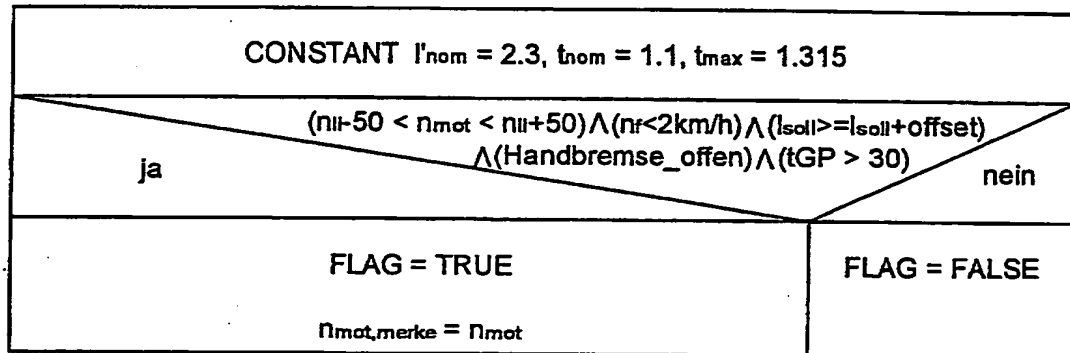 CONSTANT I'nom = 2.3, tnom = 1.1, tmax = 1.315
(nll-50 < nmot < nll+50)∧(nf<2km/h)∧(Isoll>=Isoll+offset)
∧(Handbremse_offen)∧(tGP > 30)
ja
nein
FLAG = TRUE
FLAG = FALSE
nmot,merke = nmot